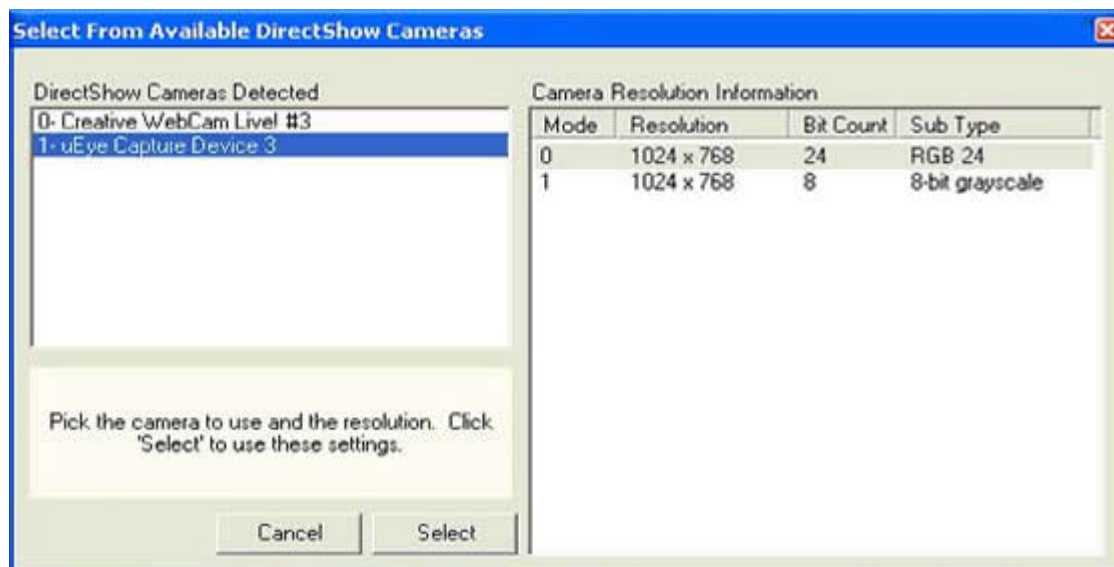 Select From Available DirectShow Cameras
DirectShow Cameras Detected
0- Creative WebCam Live! #3
1- uEye Capture Device 3
Pick the camera to use and the resolution. Click
'Select' to use these settings.
Cancel Select
Camera Resolution Information
Mode Resolution Bit Count Sub Type
0 1024 x 768 24 RGB 24
1 1024 x 768 8 8-bit grayscale